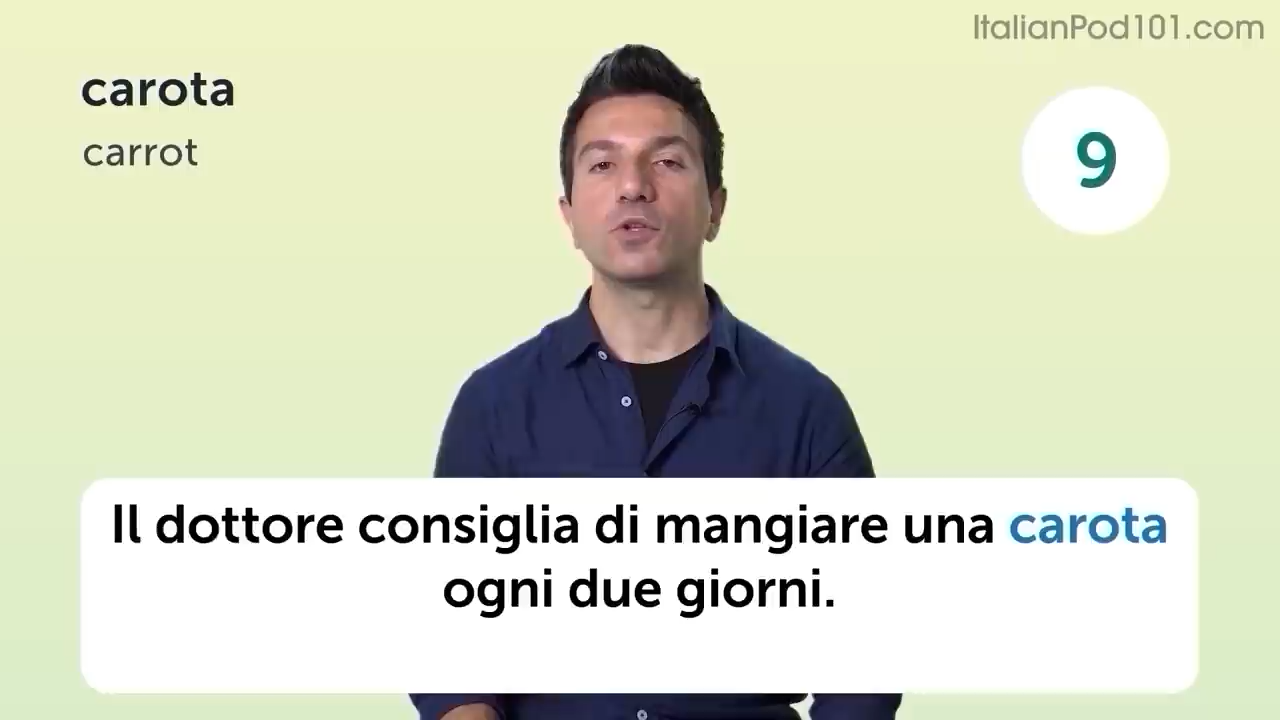 ItalianPod101.com
carota
carrot
9
Il dottore consiglia di mangiare una carota
ogni due giorni.